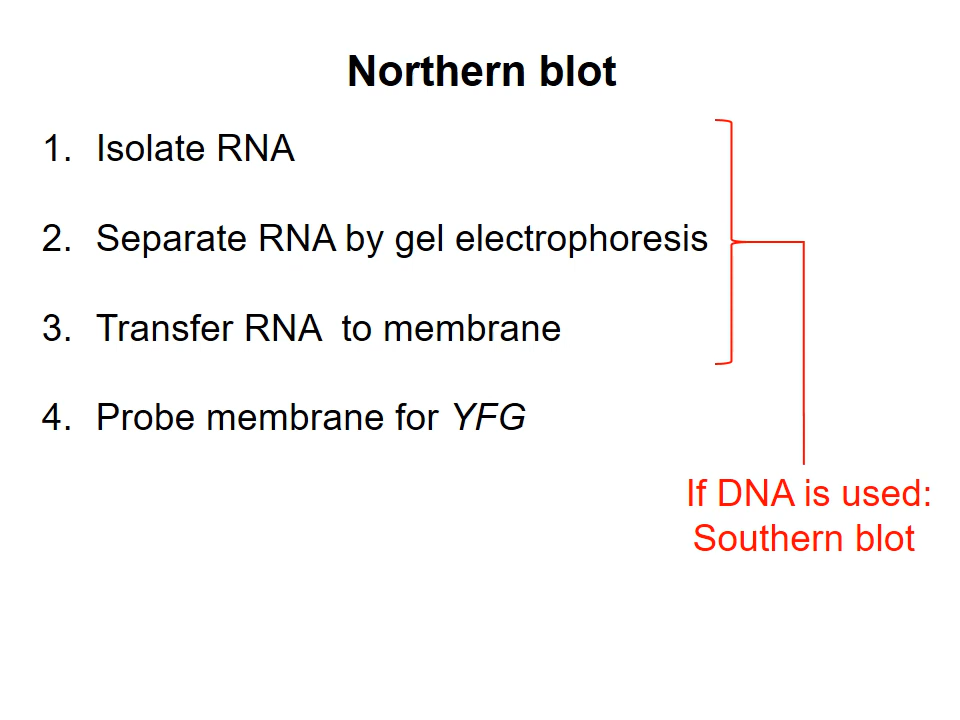 Northern blot
1. Isolate RNA
2. Separate RNA by gel electrophoresis
3. Transfer RNA  to membrane
4. Probe membrane for YFG
If DNA is used:
Southern blot